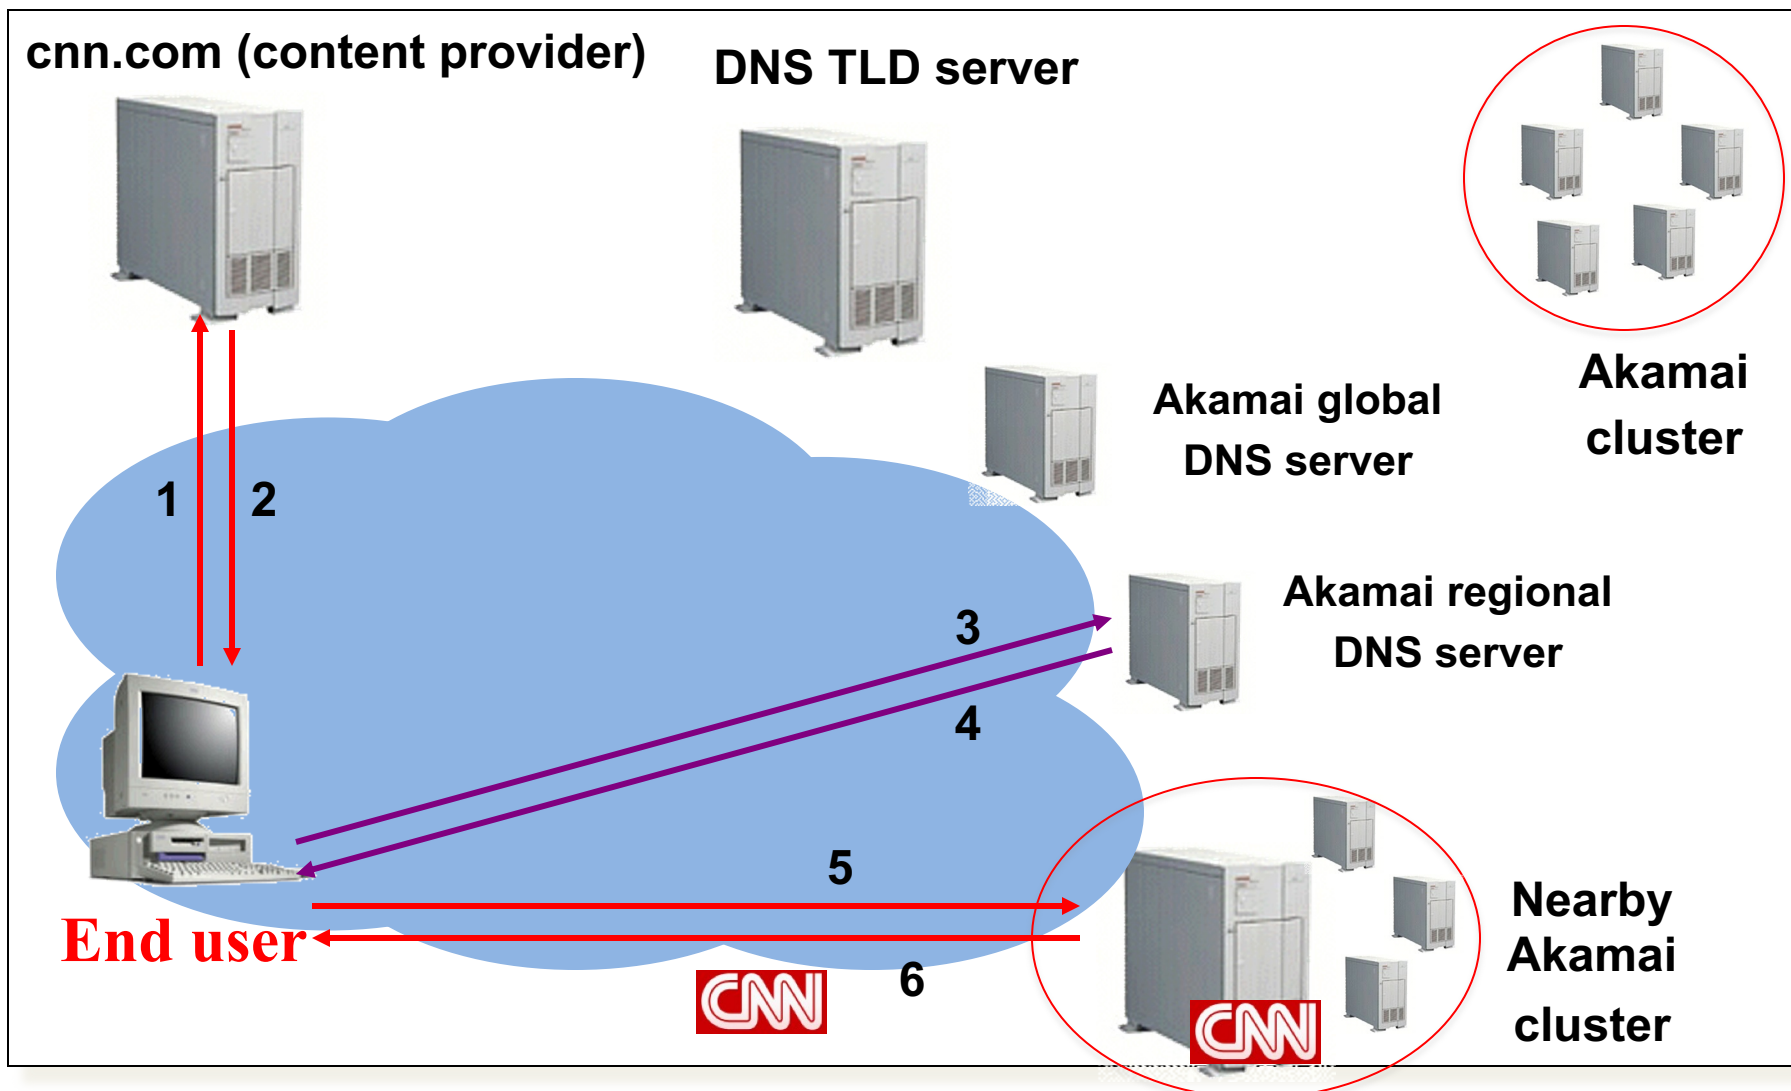 cnn.com (content provider)
DNS TLD server
Akamai
cluster
Akamai global
DNS server
1
2
Akamai regional
DNS server
3
4
5
End user
6
CNN
CNN
Nearby
Akamai
cluster